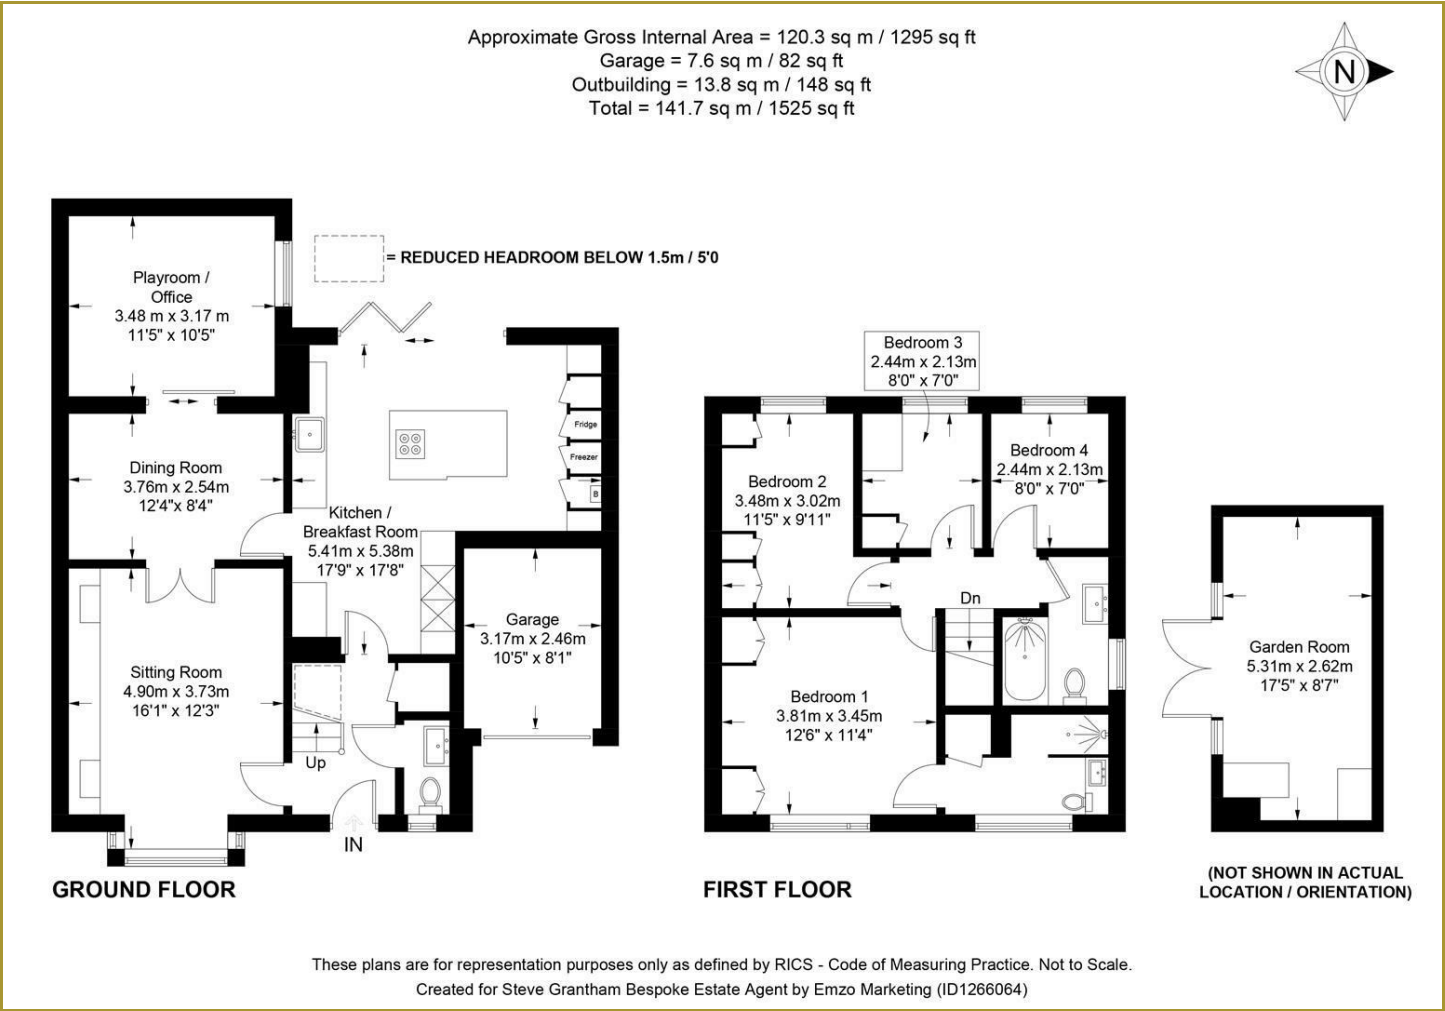 Approximate Gross Internal Area = 120.3 sq m / 1295 sq ft
Garage = 7.6 sq m / 82 sq ft
Outbuilding = 13.8 sq m / 148 sq ft
Total = 141.7 sq m / 1525 sq ft
N
Playroom /
Office
3.48 m x 3.17 m
11'5" x 10'5"
= REDUCED HEADROOM BELOW 1.5m / 5'0
Dining Room
3.76m x 2.54m
12'4"x 8'4"
Fridge
Freezer
B
Kitchen /
Breakfast Room
5.41m x 5.38m
17'9" x 17'8"
Garage
3.17m x 2.46m
10'5" x 8'1"
Sitting Room
4.90m x 3.73m
16'1" x 12'3"
Up
IN
GROUND FLOOR
Bedroom 3
2.44m x 2.13m
8'0" x 7'0"
Bedroom 4
2.44m x 2.13m
8'0" x 7'0"
Bedroom 2
3.48m x 3.02m
11'5" x 9'11"
Dn
Bedroom 1
3.81m x 3.45m
12'6" x 11'4"
FIRST FLOOR
Garden Room
5.31m x 2.62m
17'5" x 8'7"
(NOT SHOWN IN ACTUAL
LOCATION / ORIENTATION)
These plans are for representation purposes only as defined by RICS - Code of Measuring Practice. Not to Scale.
Created for Steve Grantham Bespoke Estate Agent by Emzo Marketing (ID1266064)